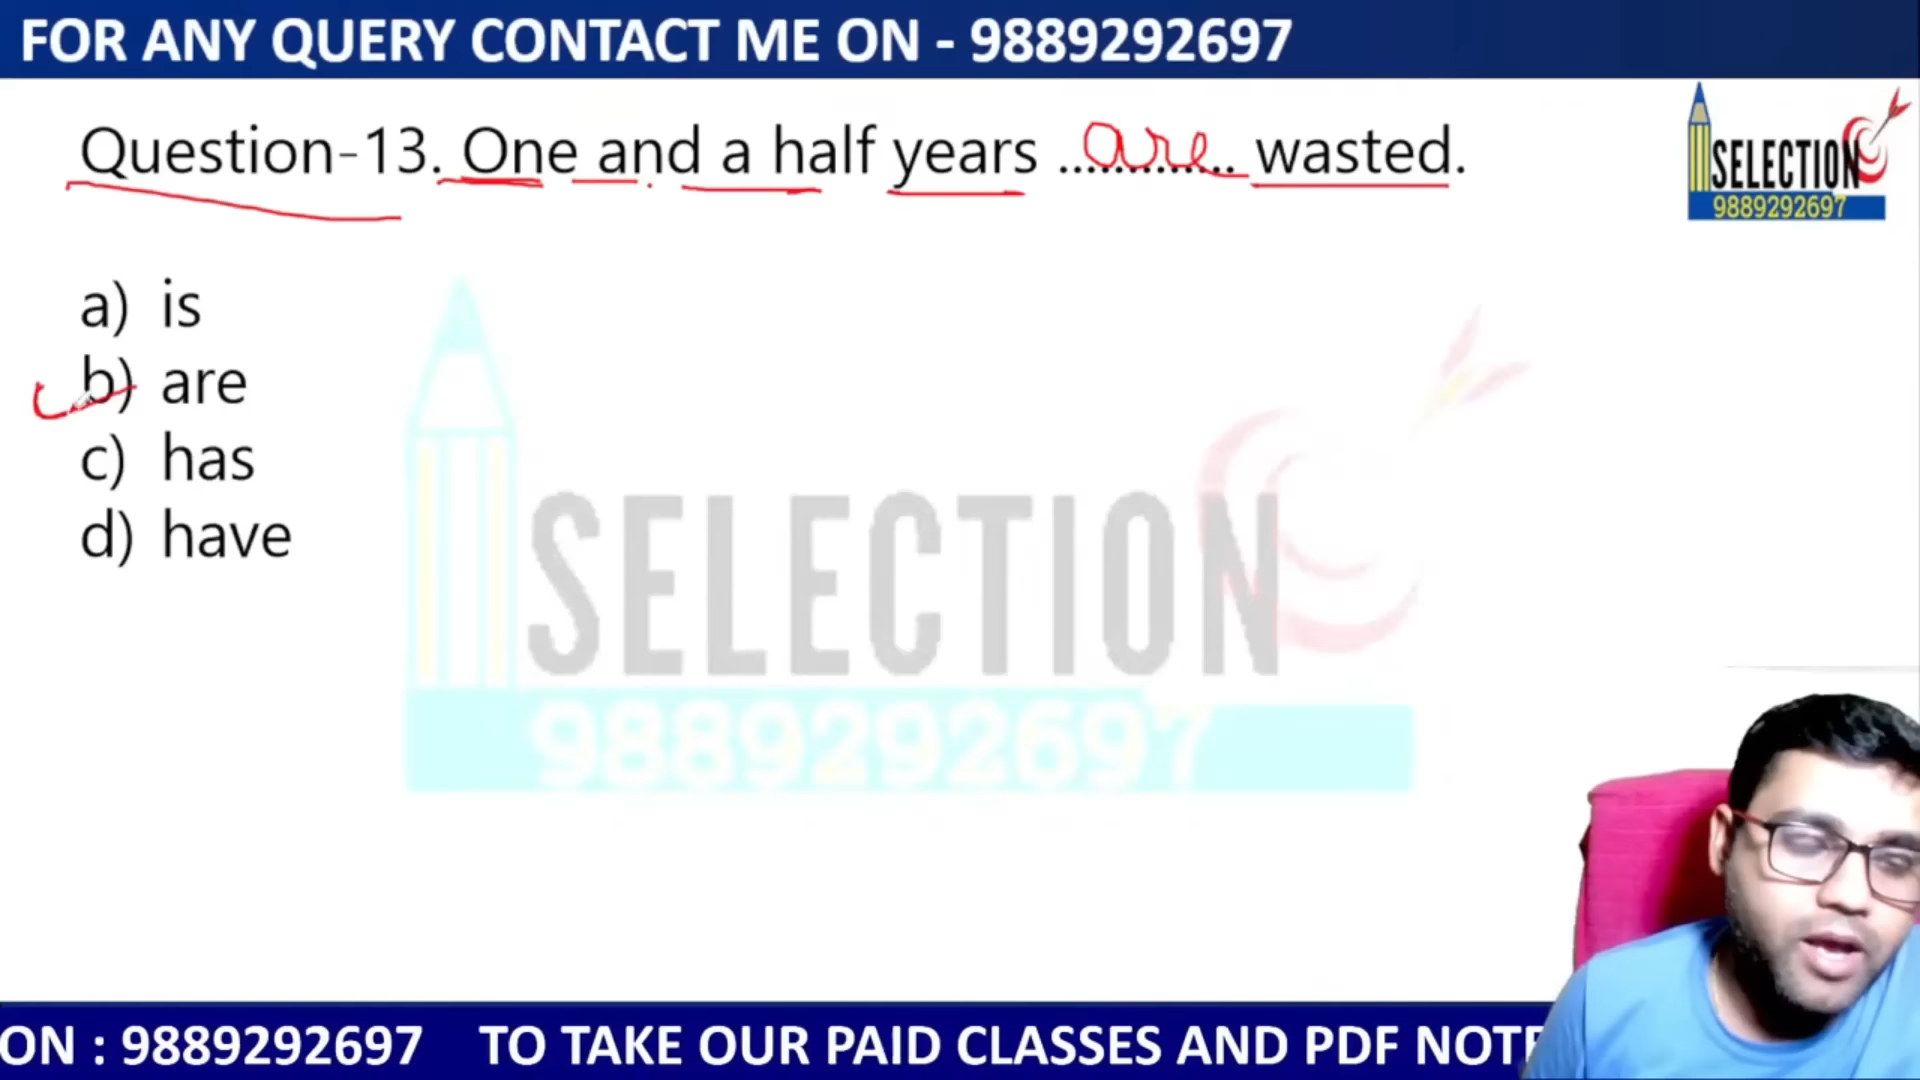 FOR ANY QUERY CONTACT ME ON - 9889292697
Question-13. One and a half years ...are... wasted.
SELECTION
9889292697
a) is
b) are
c) has
d) have
SELECTION
9889292697
ON : 9889292697 TO TAKE OUR PAID CLASSES AND PDF NOTE